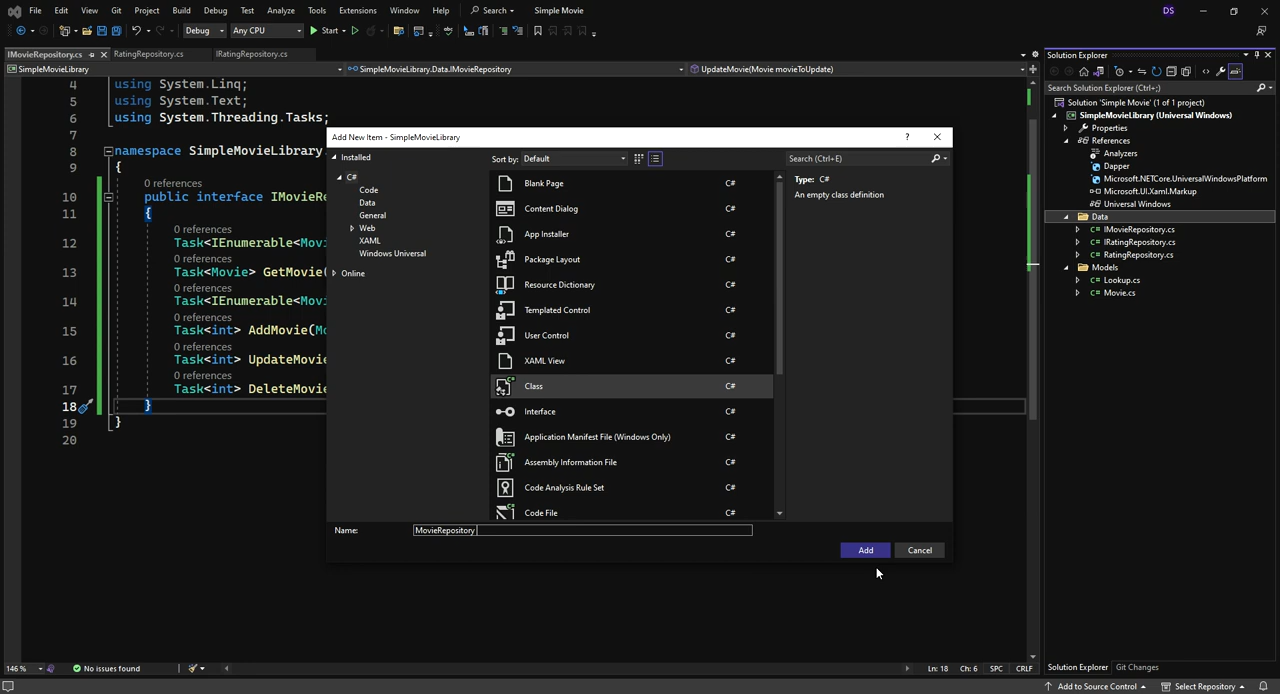 File Edit View Git Project Build Debug Test Analyze Tools Extensions Window Help Search Simple Movie DS
Debug Any CPU Start
IMovieRepository.cs RatingRepository.cs IRatingRepository.cs
SimpleMovieLibrary SimpleMovieLibrary.Data.IMovieRepository UpdateMovie(Movie movieToUpdate)
4 using System.Linq;
5 using System.Text;
6 using System.Threading.Tasks;
7
8 namespace SimpleMovieLibrary.
9 {
0 references
10 public interface IMovieRe
11 {
0 references
12 Task<IEnumerable<Movi
0 references
13 Task<Movie> GetMovie(
0 references
14 Task<IEnumerable<Movi
0 references
15 Task<int> AddMovie(Mo
0 references
16 Task<int> UpdateMovie
0 references
17 Task<int> DeleteMovie
18 }
19 }
20
Add New Item - SimpleMovieLibrary ?
Installed
C#
Code
Data
General
Web
XAML
Windows Universal
Online
Sort by: Default
Search (Ctrl+E)
Blank Page C#
Content Dialog C#
App Installer C#
Package Layout C#
Resource Dictionary C#
Templated Control C#
User Control C#
XAML View C#
Class C#
Interface C#
Application Manifest File (Windows Only) C#
Assembly Information File C#
Code Analysis Rule Set C#
Code File C#
Type: C#
An empty class definition
Name: MovieRepository
Add Cancel
Solution Explorer
Search Solution Explorer (Ctrl+;)
Solution 'Simple Movie' (1 of 1 project)
SimpleMovieLibrary (Universal Windows)
Properties
References
Analyzers
Dapper
Microsoft.NETCore.UniversalWindowsPlatform
Microsoft.UI.Xaml.Markup
Universal Windows
Data
C# IMovieRepository.cs
C# IRatingRepository.cs
C# RatingRepository.cs
Models
C# Lookup.cs
C# Movie.cs
Solution Explorer Git Changes
146 % No issues found Ln: 18 Ch: 6 SPC CRLF
Add to Source Control Select Repository